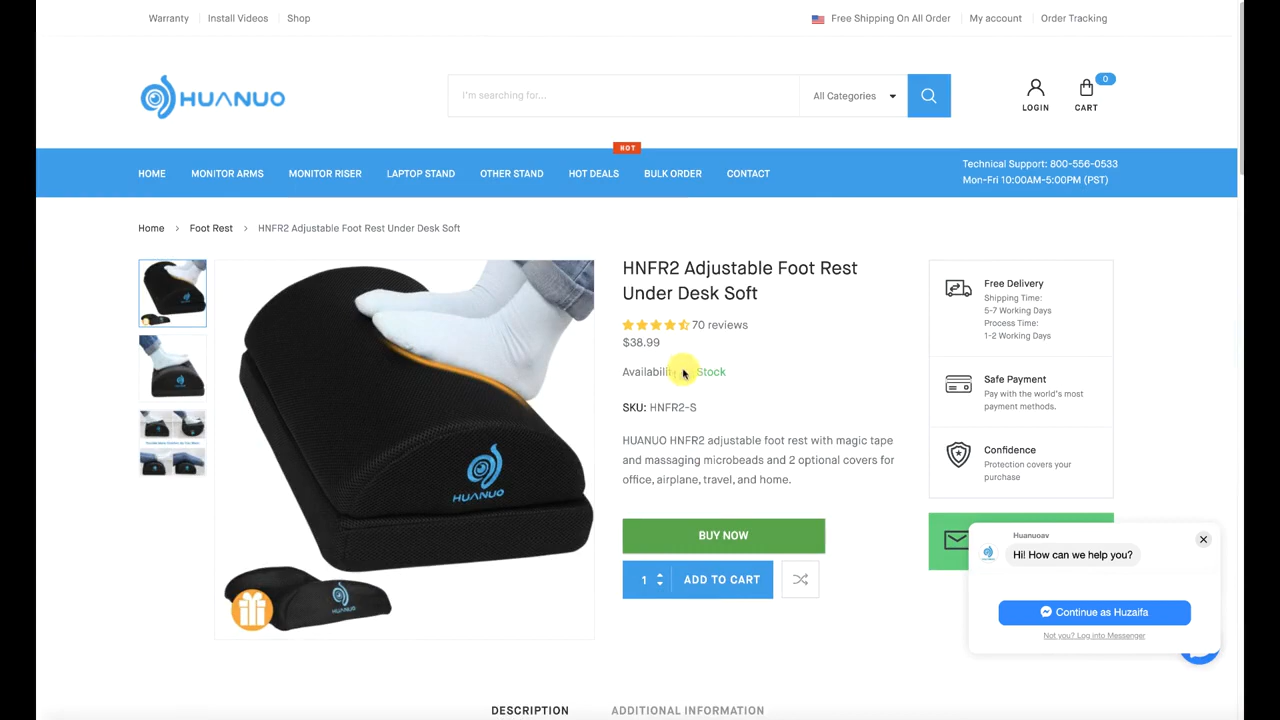 Warranty
Install Videos
Shop
Free Shipping On All Order
My account
Order Tracking
HUANUO
I'm searching for...
All Categories
LOGIN
0
CART
HOT
HOME
MONITOR ARMS
MONITOR RISER
LAPTOP STAND
OTHER STAND
HOT DEALS
BULK ORDER
CONTACT
Technical Support: 800-556-0533
Mon-Fri 10:00AM-5:00PM (PST)
Home > Foot Rest > HNFR2 Adjustable Foot Rest Under Desk Soft
HNFR2 Adjustable Foot Rest
Under Desk Soft
70 reviews
$38.99
Availabili Stock
SKU: HNFR2-S
HUANUO HNFR2 adjustable foot rest with magic tape
and massaging microbeads and 2 optional covers for
office, airplane, travel, and home.
BUY NOW
1
ADD TO CART
HUANUO
Free Delivery
Shipping Time:
5-7 Working Days
Process Time:
1-2 Working Days
Safe Payment
Pay with the world's most
payment methods.
Confidence
Protection covers your
purchase
Huanuoav
Hi! How can we help you?
Continue as Huzaifa
Not you? Log into Messenger
DESCRIPTION
ADDITIONAL INFORMATION